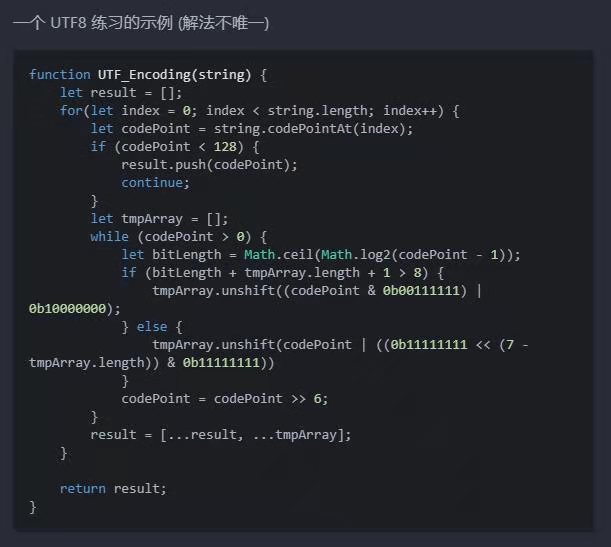 一个 UTF8 练习的示例 (解法不唯一)
function UTF_Encoding(string) {
    let result = [];
    for(let index = 0; index < string.length; index++) {
        let codePoint = string.codePointAt(index);
        if (codePoint < 128) {
            result.push(codePoint);
            continue;
        }
        let tmpArray = [];
        while (codePoint > 0) {
            let bitLength = Math.ceil(Math.log2(codePoint - 1));
            if (bitLength + tmpArray.length + 1 > 8) {
                tmpArray.unshift((codePoint & 0b00111111) |
0b10000000);
            } else {
                tmpArray.unshift(codePoint | ((0b11111111 << (7 -
tmpArray.length)) & 0b11111111))
            }
            codePoint = codePoint >> 6;
        }
        result = [...result, ...tmpArray];
    }
    return result;
}